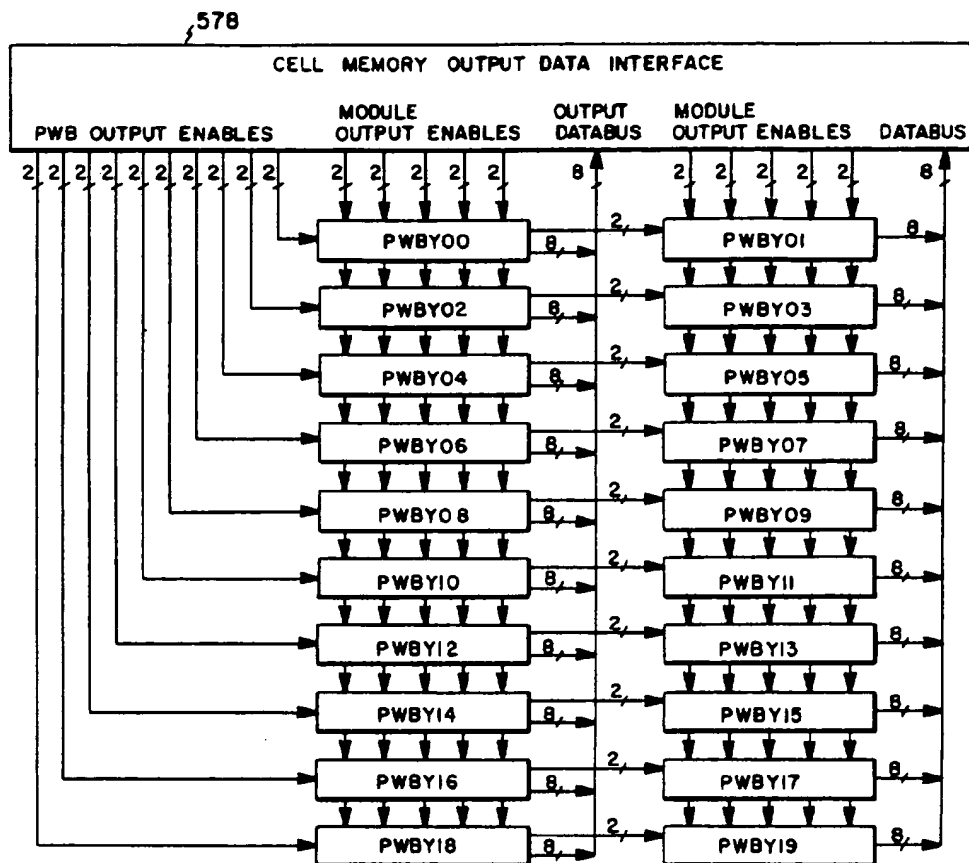 578
CELL MEMORY OUTPUT DATA INTERFACE
MODULE OUTPUT MODULE
PWB OUTPUT ENABLES OUTPUT ENABLES DATABUS OUTPUT ENABLES DATABUS
2 2 2 2 2 2 2 2 2 2 2 2 2 2 2 8 2 2 2 2 2 8
PWBY00 8 2 PWBY01 8
PWBY02 8 2 PWBY03 8
PWBY04 8 2 PWBY05 8
PWBY06 8 2 PWBY07 8
PWBY08 8 2 PWBY09 8
PWBY10 8 2 PWBY11 8
PWBY12 8 2 PWBY13 8
PWBY14 8 2 PWBY15 8
PWBY16 8 2 PWBY17 8
PWBY18 8 2 PWBY19 8